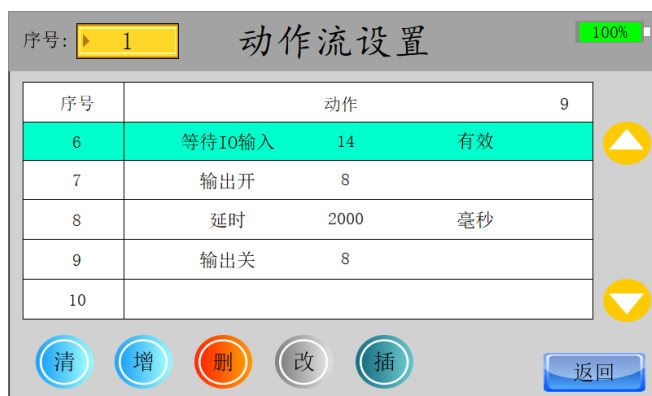 序号: 1 动作流设置 100%
序号 动作 9
6 等待IO输入 14 有效
7 输出开 8
8 延时 2000 毫秒
9 输出关 8
10
清 增 删 改 插 返回